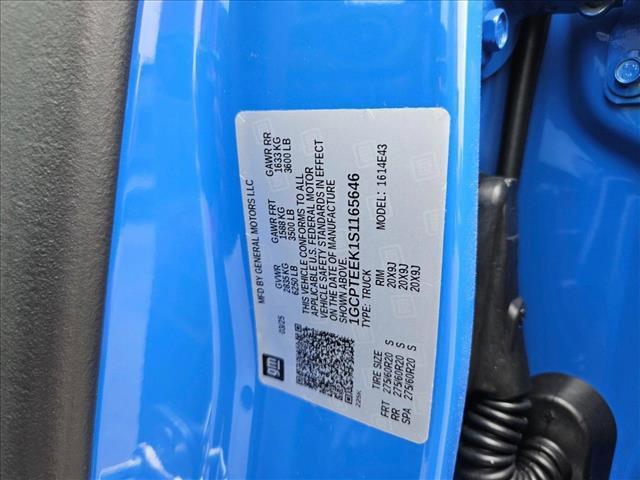 gm
MFD BY GENERAL MOTORS LLC
03/25
GVWR GAWR FRT GAWR RR
2835 KG 1588 KG 1633 KG
6250 LB 3500 LB 3600 LB
THIS VEHICLE CONFORMS TO ALL
APPLICABLE U.S. FEDERAL MOTOR
VEHICLE SAFETY STANDARDS IN EFFECT
ON THE DATE OF MANUFACTURE
SHOWN ABOVE.
1GCPTEEK1S1165646
TYPE: TRUCK MODEL: 1614E43
TIRE SIZE RIM
FRT 275/60R20 S 20X9J
RR 275/60R20 S 20X9J
SPA 275/60R20 S 20X9J